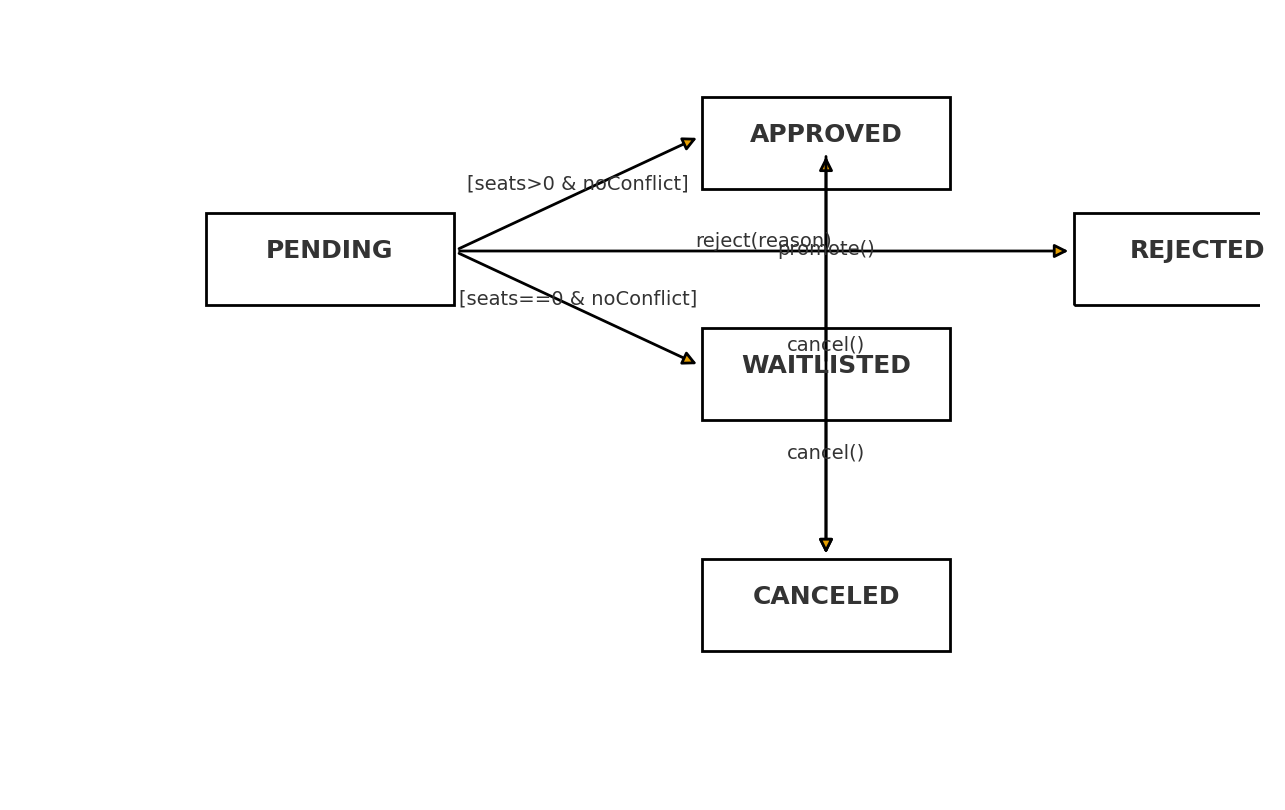 APPROVED
[seats>0 & noConflict]
reject(reason)
promote()
PENDING
REJECTED
[seats==0 & noConflict]
cancel()
WAITLISTED
cancel()
CANCELED